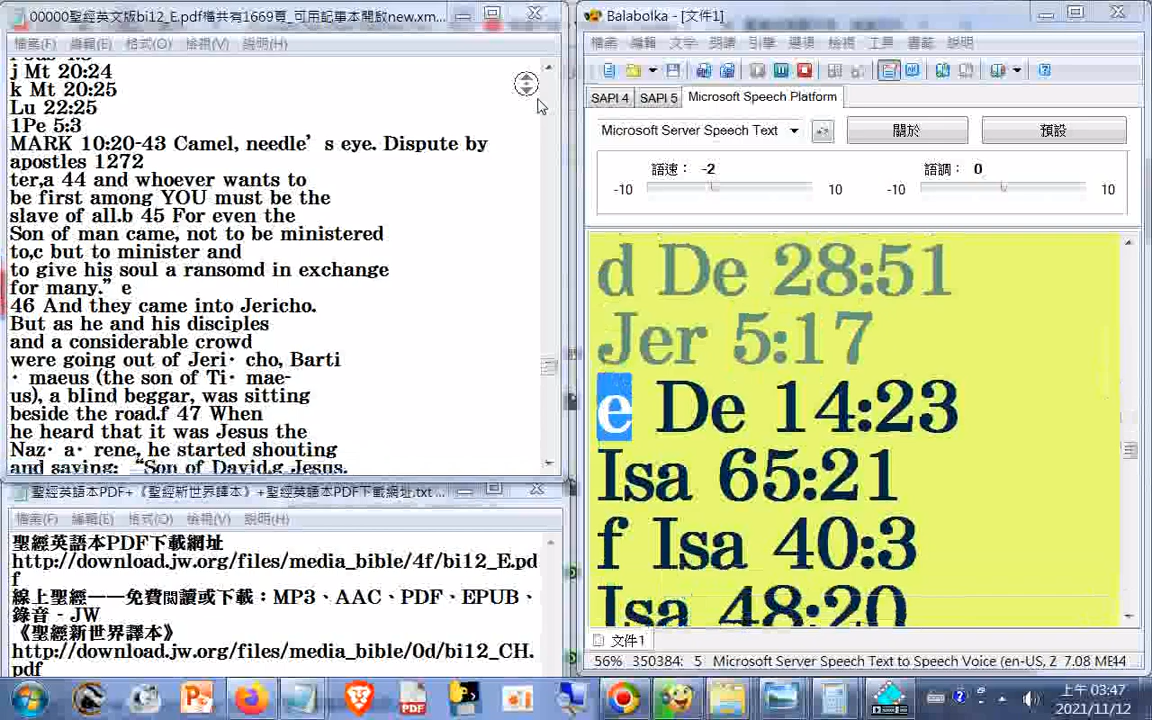 00000聖經英文版bi12_E.pdf檔共有1669頁_可用記事本開啟new.xm...
檔案(F) 編輯(E) 格式(O) 檢視(V) 說明(H)
j Mt 20:24
k Mt 20:25
Lu 22:25
1Pe 5:3
MARK 10:20-43 Camel, needle’s eye. Dispute by
apostles 1272
ter,a 44 and whoever wants to
be first among YOU must be the
slave of all.b 45 For even the
Son of man came, not to be ministered
to,c but to minister and
to give his soul a ransomd in exchange
for many.” e
46 And they came into Jericho.
But as he and his disciples
and a considerable crowd
were going out of Jeri· cho, Barti
· maeus (the son of Ti· mae-
us), a blind beggar, was sitting
beside the road.f 47 When
he heard that it was Jesus the
Naz· a· rene, he started shouting
and saying: “Son of David,g Jesus,
聖經英語本PDF+《聖經新世界譯本》+聖經英語本PDF下載網址.txt ...
檔案(F) 編輯(E) 格式(O) 檢視(V) 說明(H)
聖經英語本PDF下載網址
http://download.jw.org/files/media_bible/4f/bi12_E.pd
f
線上聖經——免費閱讀或下載：MP3、AAC、PDF、EPUB、
錄音 - JW
《聖經新世界譯本》
http://download.jw.org/files/media_bible/0d/bi12_CH.
pdf
Balabolka - [文件1]
檔案 編輯 文字 閱讀 引擎 選項 檢視 工具 書籤 說明
SAPI 4 SAPI 5 Microsoft Speech Platform
Microsoft Server Speech Text 關於 預設
語速： -2 語調： 0
-10 10 -10 10
d De 28:51
Jer 5:17
e De 14:23
Isa 65:21
f Isa 40:3
Isa 48:20
文件1
56% 350384: 5 Microsoft Server Speech Text to Speech Voice (en-US, Z 7.08 ME44
PDF
上午 03:47
2021/11/12